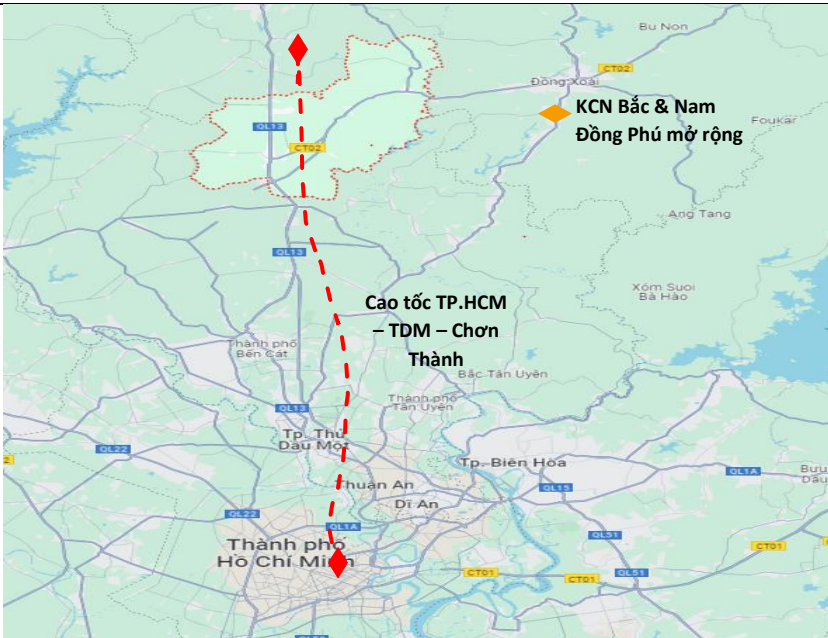 Bu Non
Đồng Xoài
CT02
KCN Bắc & Nam
Đồng Phú mở rộng
Foukar
QL13
CT02
Ang Tang
QL13
Xóm Suoi
Bà Hào
Cao tốc TP.HCM
– TDM – Chơn
Thành
Thành phố
Bến Cát
Bắc Tân Uyên
Thành phố
Tân Uyên
QL13
Tp. Thủ
Dầu Một
QL22
Tp. Biên Hòa
QL1A
Thuận An
QL15
Dĩ An
QL22
QL1A
QL51
Thành phố
Hồ Chí Minh
CT01
CT01
QL51
CT01
QL50